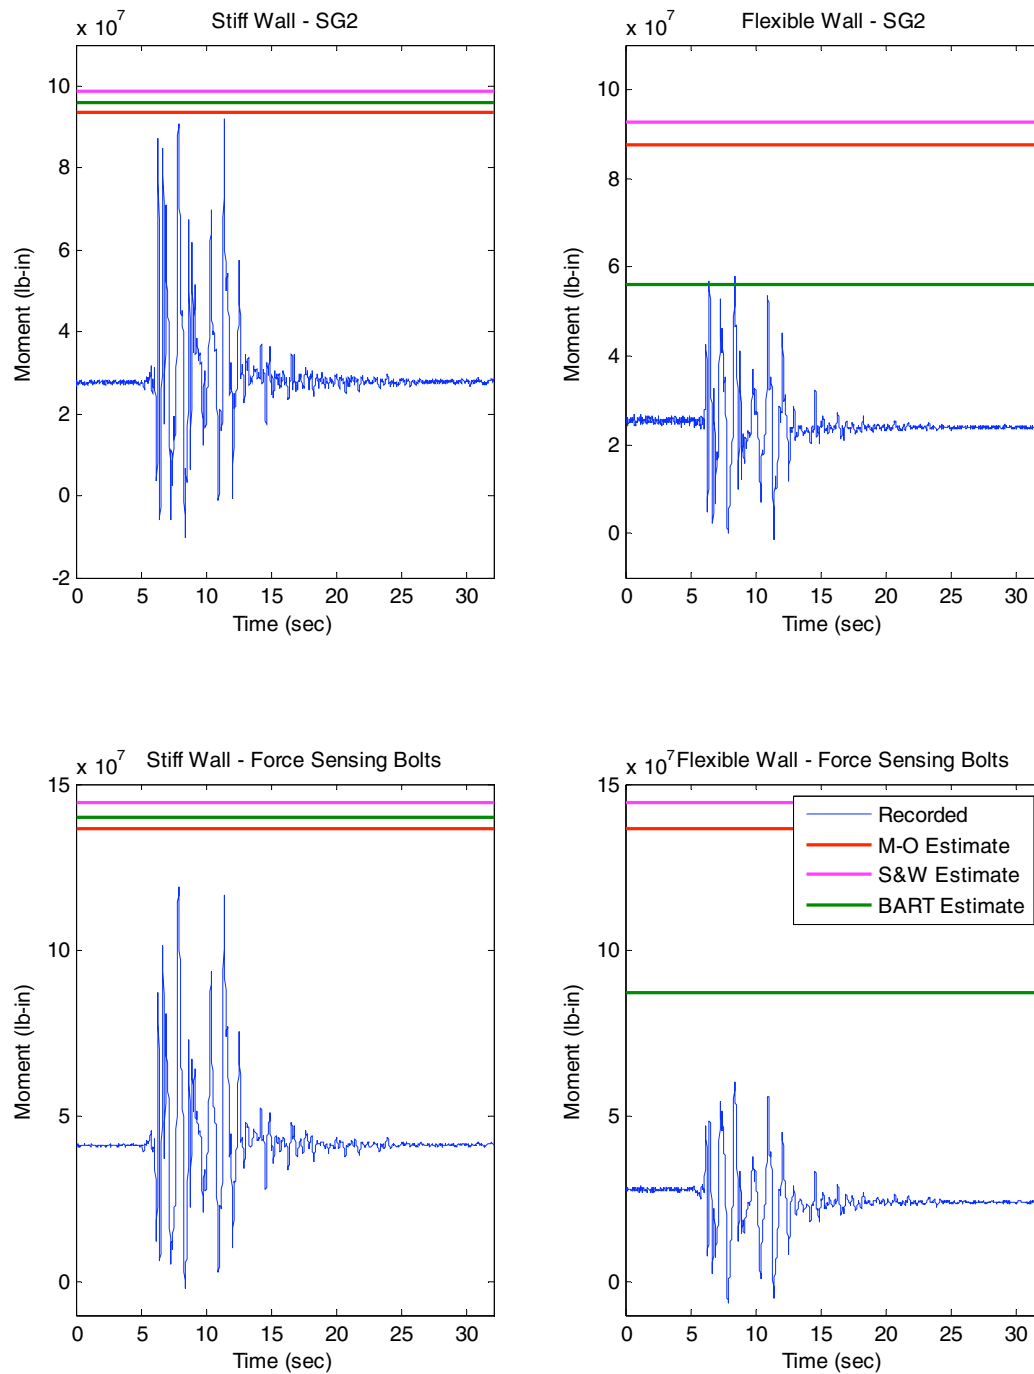 Stiff Wall - SG2
x 10^7
10
8
6
4
2
0
-2
Moment (lb-in)
0 5 10 15 20 25 30
Time (sec)
Flexible Wall - SG2
x 10^7
10
8
6
4
2
0
Moment (lb-in)
0 5 10 15 20 25 30
Time (sec)
Stiff Wall - Force Sensing Bolts
x 10^7
15
10
5
0
Moment (lb-in)
0 5 10 15 20 25 30
Time (sec)
Flexible Wall - Force Sensing Bolts
x 10^7
15
10
5
0
Moment (lb-in)
Recorded
M-O Estimate
S&W Estimate
BART Estimate
0 5 10 15 20 25 30
Time (sec)